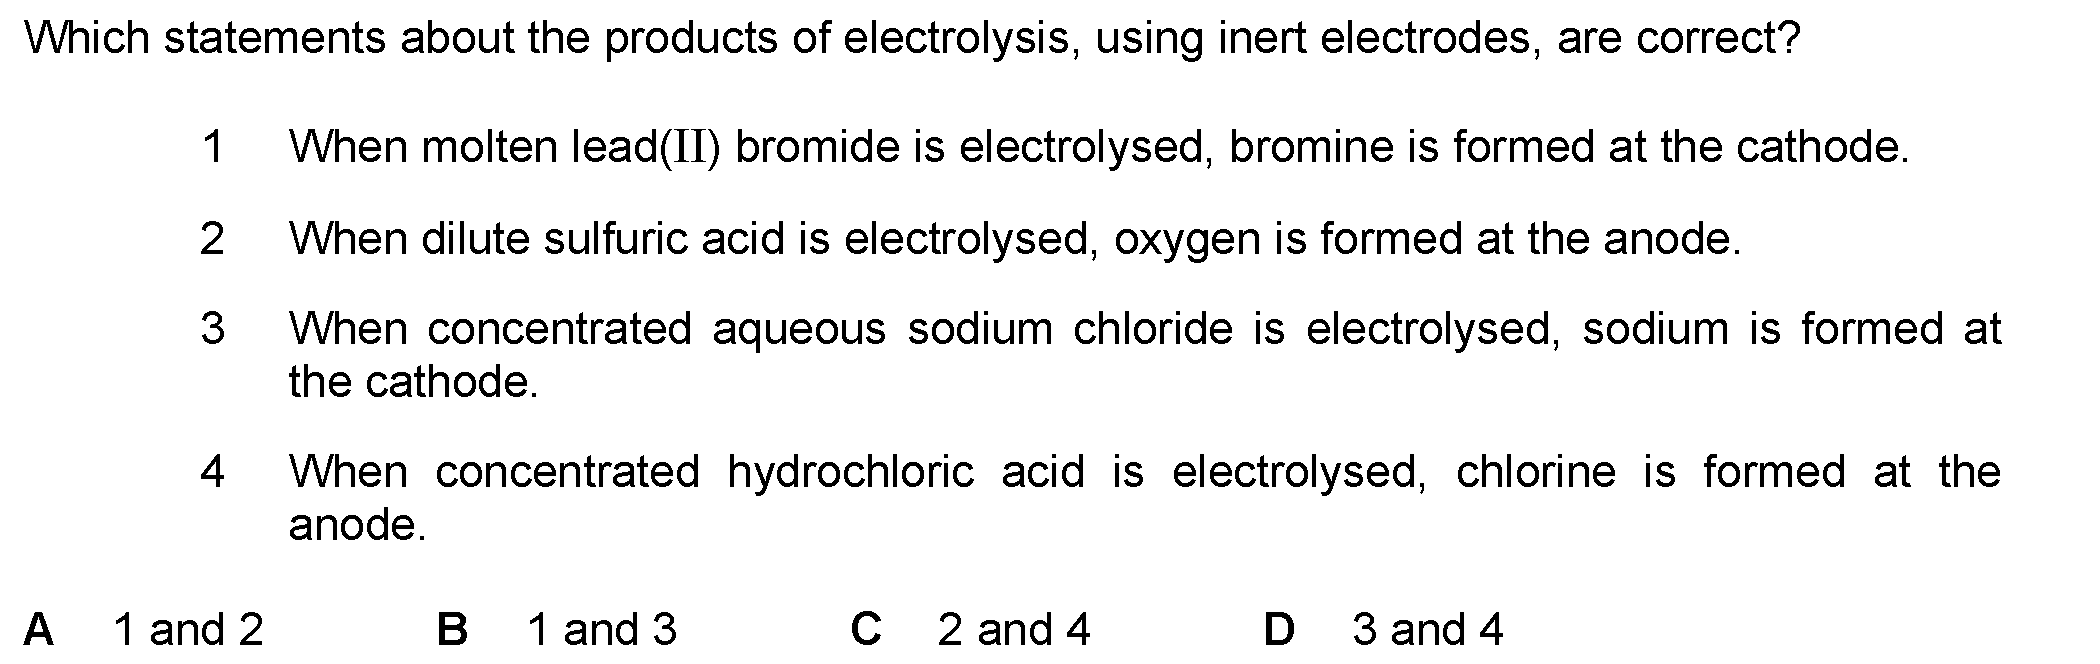 Which statements about the products of electrolysis, using inert electrodes, are correct?
1 When molten lead(II) bromide is electrolysed, bromine is formed at the cathode.
2 When dilute sulfuric acid is electrolysed, oxygen is formed at the anode.
3 When concentrated aqueous sodium chloride is electrolysed, sodium is formed at
the cathode.
4 When concentrated hydrochloric acid is electrolysed, chlorine is formed at the
anode.
A 1 and 2 B 1 and 3 C 2 and 4 D 3 and 4